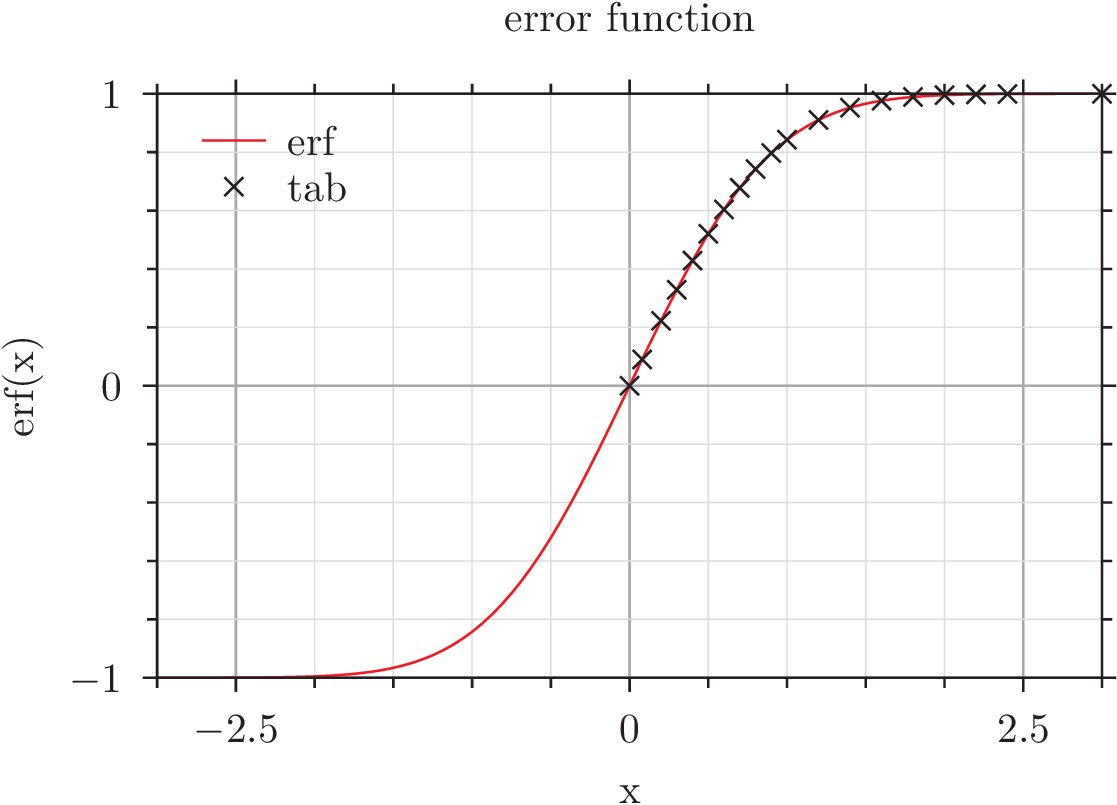 error function
1
erf
tab
erf(x)
0
−1
−2.5 0 2.5
x